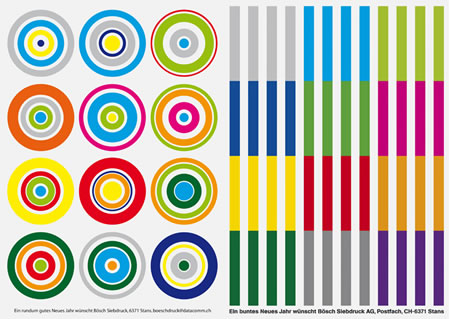 Ein rundum gutes Neues Jahr wünscht Bösch Siebdruck, 6371 Stans. boeschdruck@datacomm.ch
Ein buntes Neues Jahr wünscht Bösch Siebdruck AG, Postfach, CH-6371 Stans